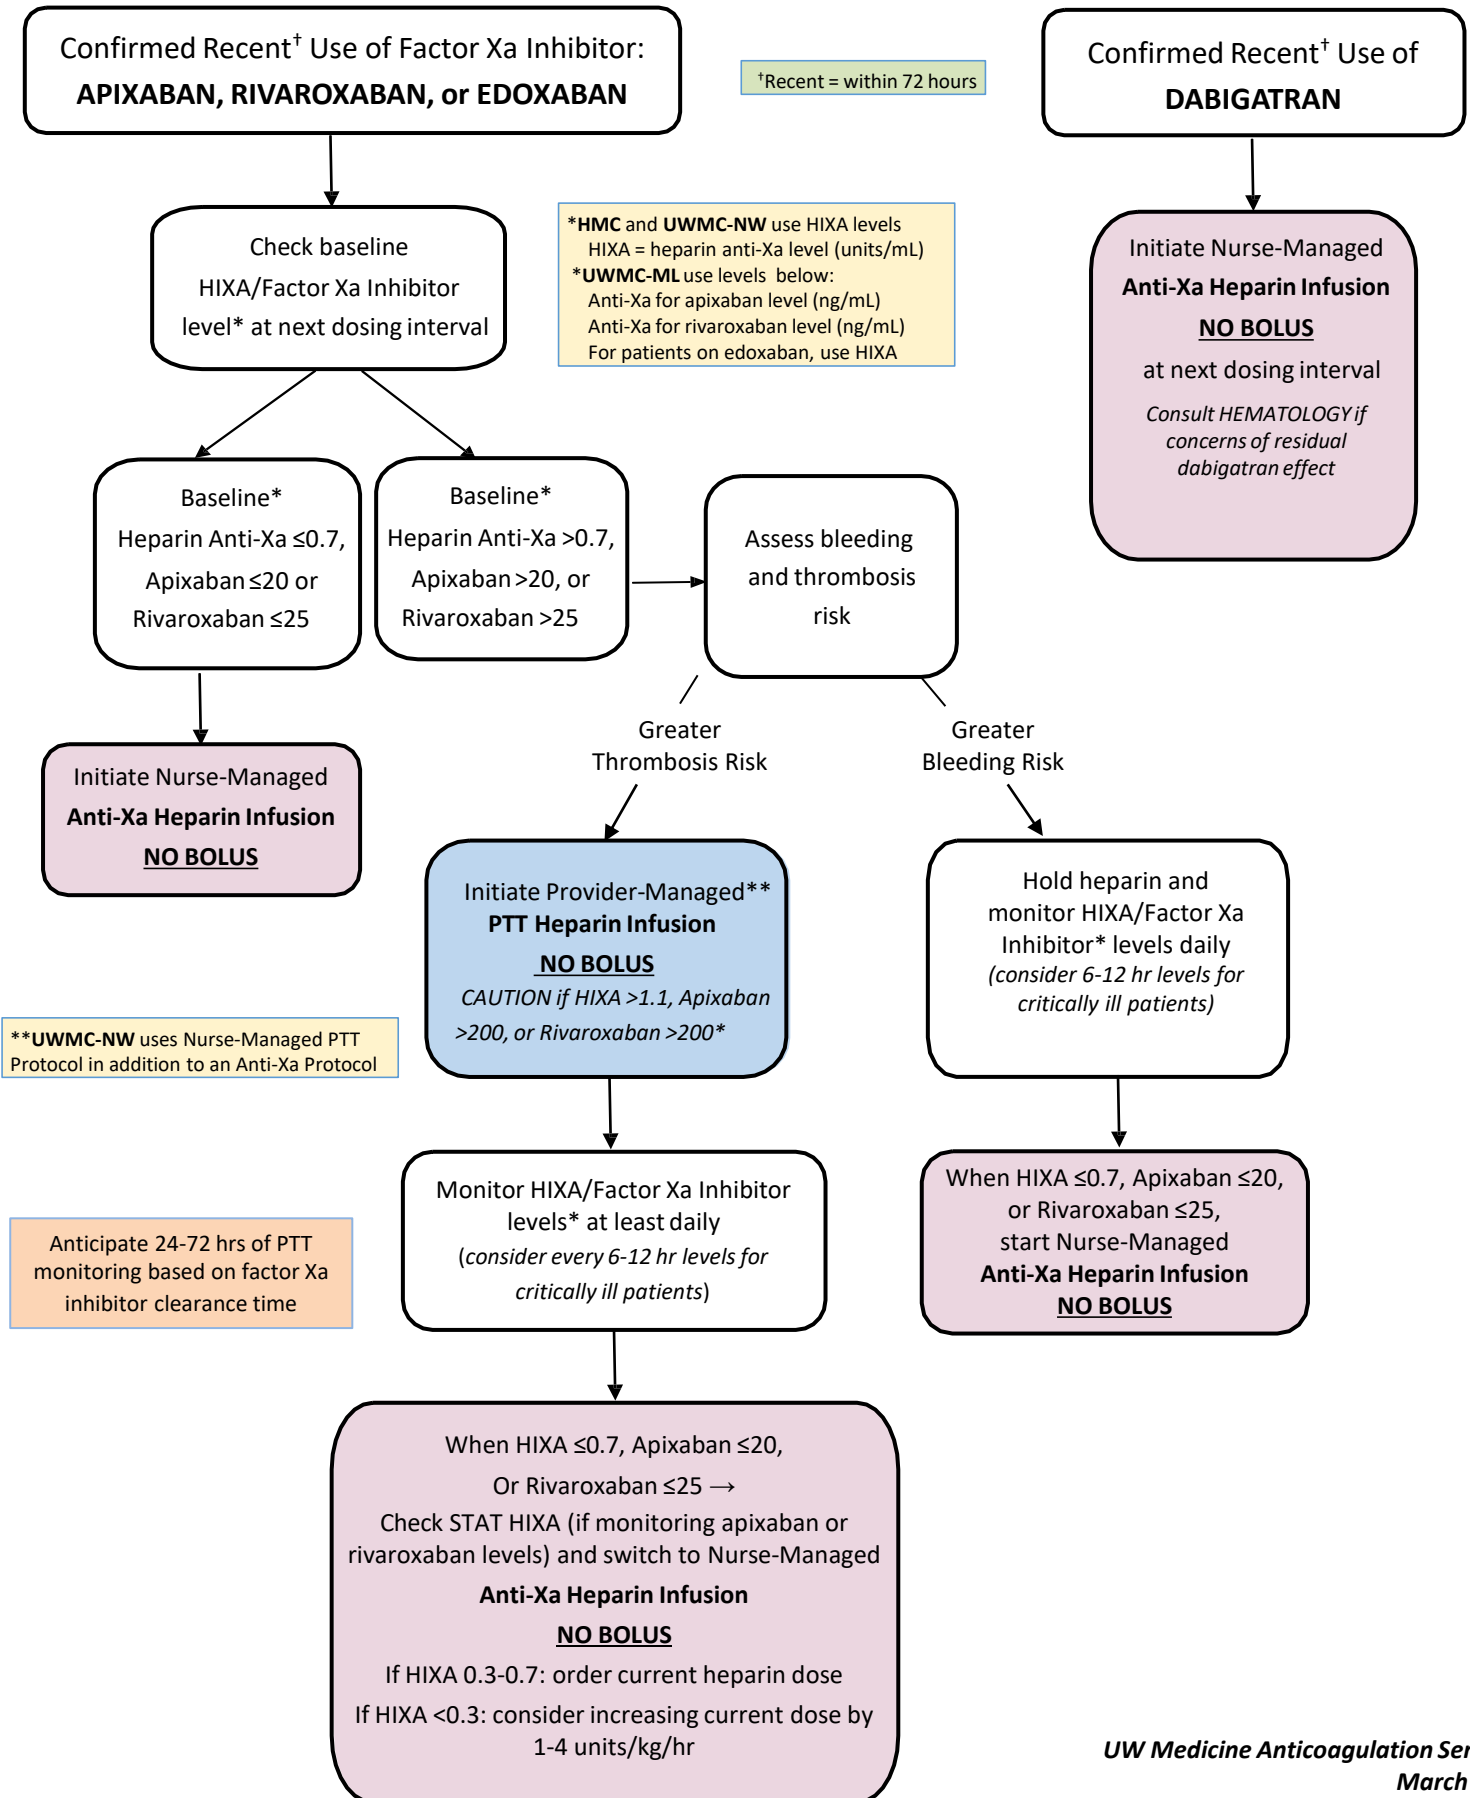 Confirmed Recent† Use of Factor Xa Inhibitor:
APIXABAN, RIVAROXABAN, or EDOXABAN
†Recent = within 72 hours
Confirmed Recent† Use of
DABIGATRAN
Check baseline
HIXA/Factor Xa Inhibitor
level* at next dosing interval
*HMC and UWMC-NW use HIXA levels
HIXA = heparin anti-Xa level (units/mL)
*UWMC-ML use levels below:
Anti-Xa for apixaban level (ng/mL)
Anti-Xa for rivaroxaban level (ng/mL)
For patients on edoxaban, use HIXA
Initiate Nurse-Managed
Anti-Xa Heparin Infusion
NO BOLUS
at next dosing interval
Consult HEMATOLOGY if
concerns of residual
dabigatran effect
Baseline*
Heparin Anti-Xa ≤0.7,
Apixaban ≤20 or
Rivaroxaban ≤25
Baseline*
Heparin Anti-Xa >0.7,
Apixaban >20, or
Rivaroxaban >25
Assess bleeding
and thrombosis
risk
Greater
Thrombosis Risk
Greater
Bleeding Risk
Initiate Nurse-Managed
Anti-Xa Heparin Infusion
NO BOLUS
Initiate Provider-Managed**
PTT Heparin Infusion
NO BOLUS
CAUTION if HIXA >1.1, Apixaban
>200, or Rivaroxaban >200*
Hold heparin and
monitor HIXA/Factor Xa
Inhibitor* levels daily
(consider 6-12 hr levels for
critically ill patients)
**UWMC-NW uses Nurse-Managed PTT
Protocol in addition to an Anti-Xa Protocol
Monitor HIXA/Factor Xa Inhibitor
levels* at least daily
(consider every 6-12 hr levels for
critically ill patients)
When HIXA ≤0.7, Apixaban ≤20,
or Rivaroxaban ≤25,
start Nurse-Managed
Anti-Xa Heparin Infusion
NO BOLUS
Anticipate 24-72 hrs of PTT
monitoring based on factor Xa
inhibitor clearance time
When HIXA ≤0.7, Apixaban ≤20,
Or Rivaroxaban ≤25 →
Check STAT HIXA (if monitoring apixaban or
rivaroxaban levels) and switch to Nurse-Managed
Anti-Xa Heparin Infusion
NO BOLUS
If HIXA 0.3-0.7: order current heparin dose
If HIXA <0.3: consider increasing current dose by
1-4 units/kg/hr
UW Medicine Anticoagulation Ser
March